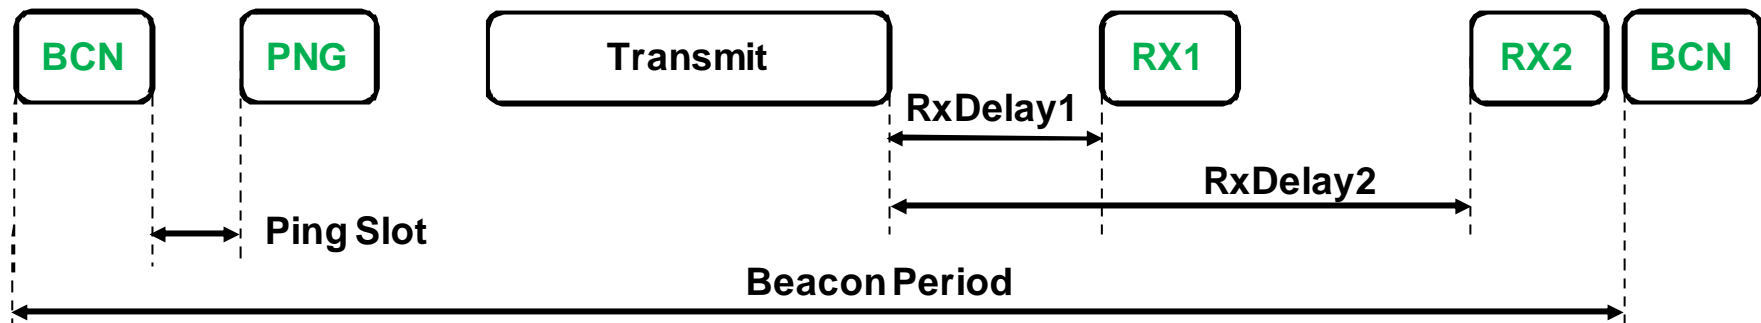 BCN PNG Transmit RX1 RX2 BCN
RxDelay1
RxDelay2
Ping Slot
Beacon Period